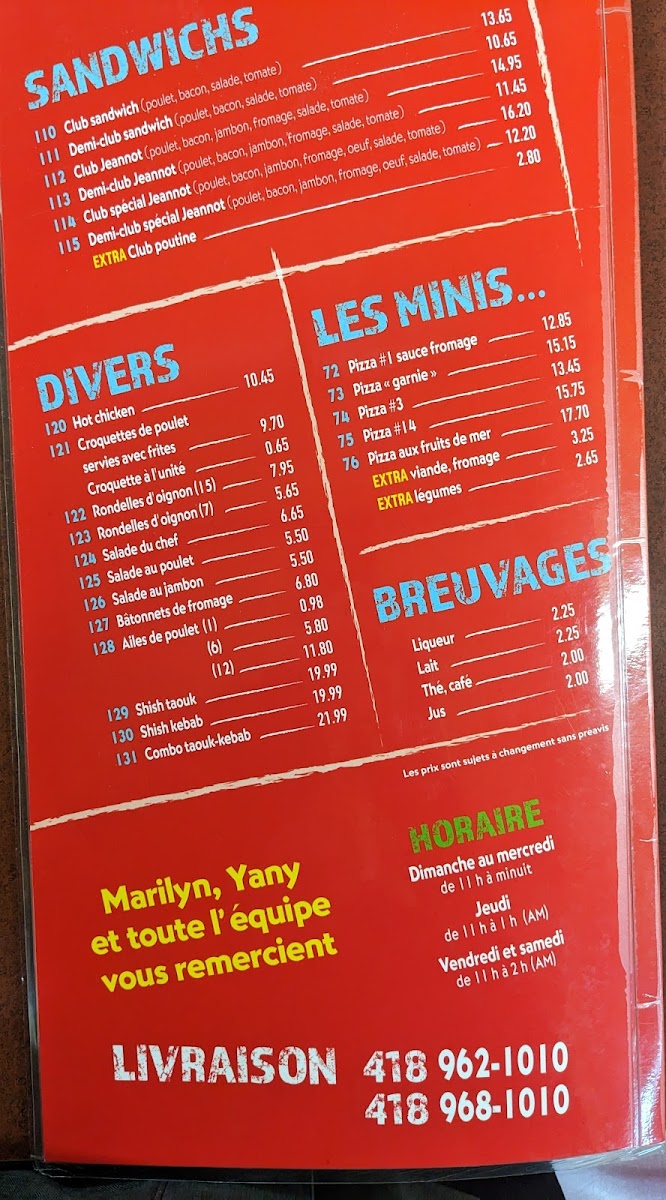 SANDWICHS
110 Club sandwich (poulet, bacon, salade, tomate) 13.65
111 Demi-club sandwich (poulet, bacon, salade, tomate) 10.65
112 Club Jeannot (poulet, bacon, jambon, fromage, salade, tomate) 14.95
113 Demi-club Jeannot (poulet, bacon, jambon, fromage, salade, tomate) 11.45
114 Club spécial Jeannot (poulet, bacon, jambon, fromage, oeuf, salade, tomate) 16.20
115 Demi-club spécial Jeannot (poulet, bacon, jambon, fromage, oeuf, salade, tomate) 12.20
EXTRA Club poutine 2.80
DIVERS
120 Hot chicken 10.45
121 Croquettes de poulet
servies avec frites 9.70
Croquette à l'unité 0.65
122 Rondelles d'oignon (15) 7.95
123 Rondelles d'oignon (7) 5.65
124 Salade du chef 6.65
125 Salade au poulet 5.50
126 Salade au jambon 5.50
127 Bâtonnets de fromage 6.80
128 Ailes de poulet (1) 0.98
(6) 5.80
(12) 11.80
129 Shish taouk 19.99
130 Shish kebab 19.99
131 Combo taouk-kebab 21.99
LES MINIS...
72 Pizza #1 sauce fromage 12.85
73 Pizza « garnie » 15.15
74 Pizza #3 13.45
75 Pizza #14 15.75
76 Pizza aux fruits de mer 17.70
EXTRA viande, fromage 3.25
EXTRA légumes 2.65
BREUVAGES
Liqueur 2.25
Lait 2.25
Thé, café 2.00
Jus 2.00
Les prix sont sujets à changement sans préavis
HORAIRE
Dimanche au mercredi
de 11 h à minuit
Jeudi
de 11 h à 1 h (AM)
Vendredi et samedi
de 11 h à 2 h (AM)
Marilyn, Yany
et toute l'équipe
vous remercient
LIVRAISON 418 962-1010
418 968-1010